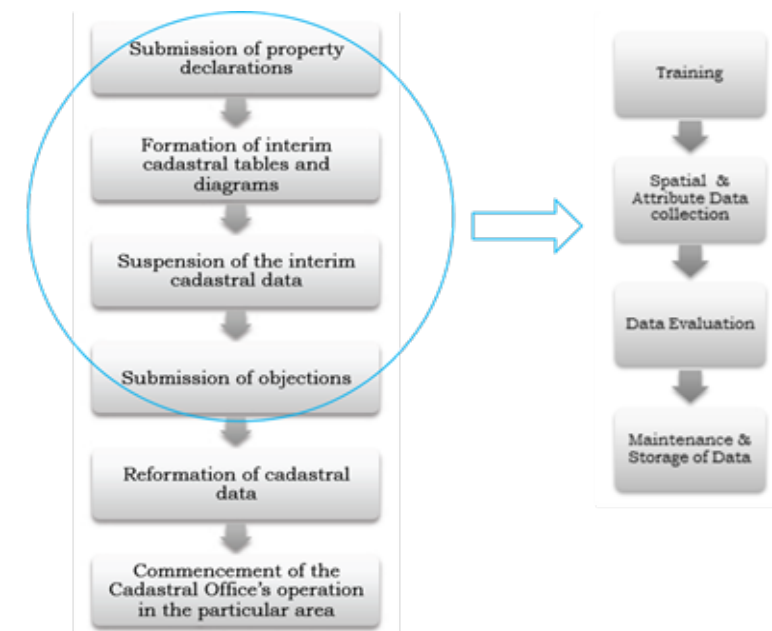 Submission of property
declarations
Formation of interim
cadastral tables and
diagrams
Suspension of the interim
cadastral data
Submission of objections
Reformation of cadastral
data
Commencement of the
Cadastral Office's operation
in the particular area
Training
Spatial &
Attribute Data
collection
Data Evaluation
Maintenance &
Storage of Data